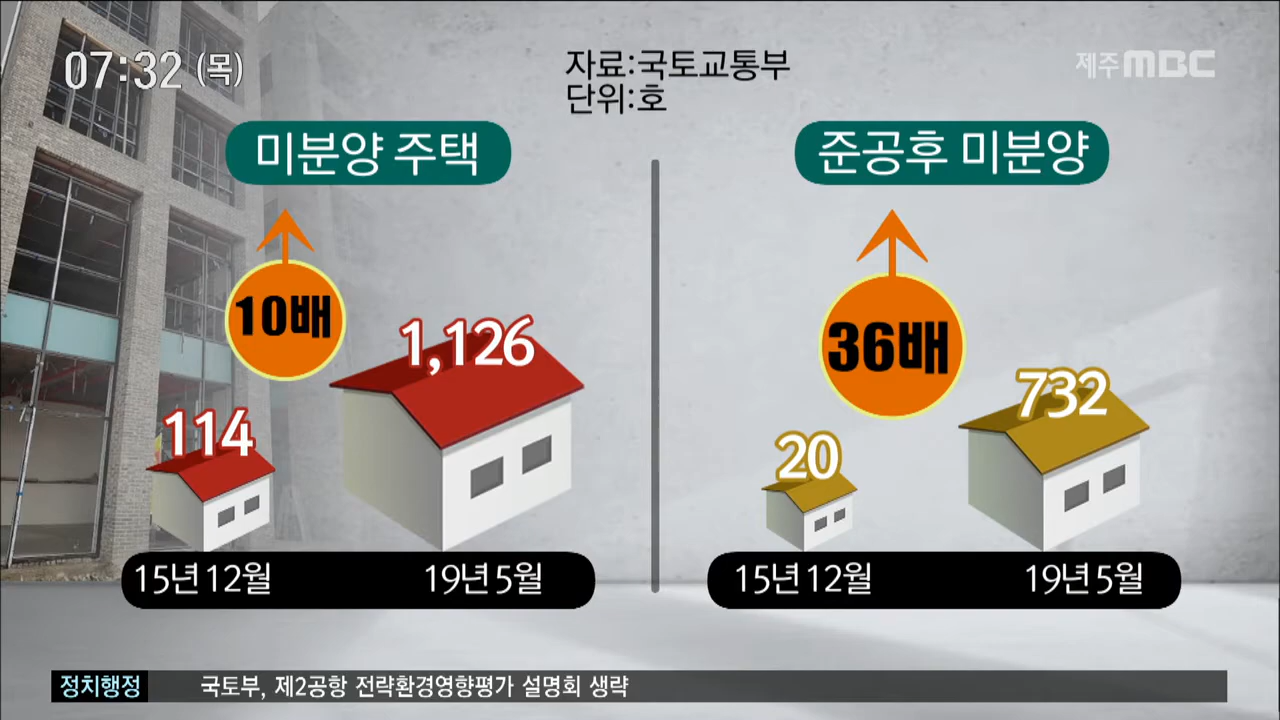 07:32 (목)
자료:국토교통부
단위:호
제주MBC
미분양 주택
준공후 미분양
10배
36배
114
1,126
20
732
15년 12월
19년 5월
15년 12월
19년 5월
정치행정
국토부, 제2공항 전략환경영향평가 설명회 생략